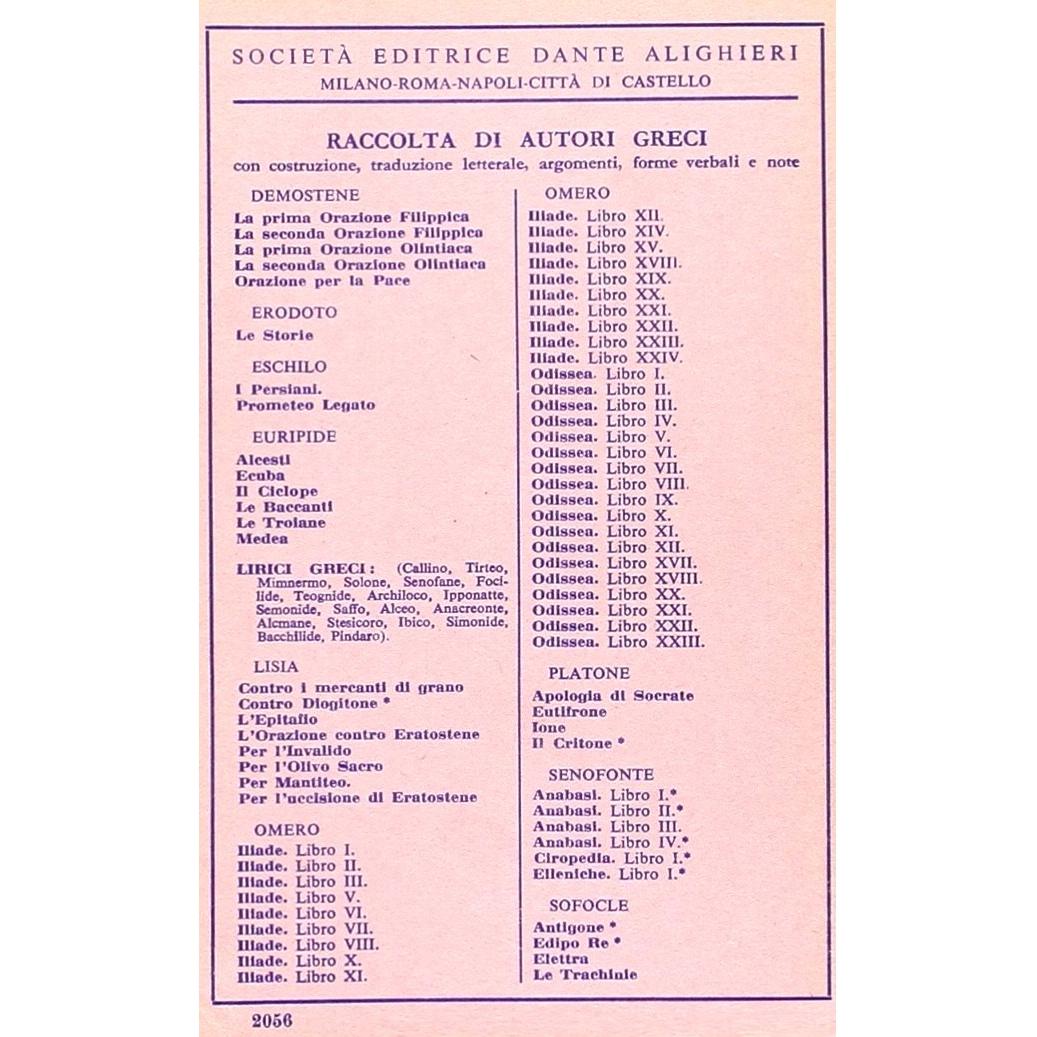 SOCIETÀ EDITRICE DANTE ALIGHIERI
MILANO-ROMA-NAPOLI-CITTÀ DI CASTELLO
RACCOLTA DI AUTORI GRECI
con costruzione, traduzione letterale, argomenti, forme verbali e note
DEMOSTENE
La prima Orazione Filippica
La seconda Orazione Filippica
La prima Orazione Olintiaca
La seconda Orazione Olintiaca
Orazione per la Pace
ERODOTO
Le Storie
ESCHILO
I Persiani.
Prometeo Legato
EURIPIDE
Alcesti
Ecuba
Il Ciclope
Le Baccanti
Le Troiane
Medea
LIRICI GRECI: (Callino, Tirteo,
Mimnermo, Solone, Senofane, Foci-
lide, Teognide, Archiloco, Ipponatte,
Semonide, Saffo, Alceo, Anacreonte,
Alcmane, Stesicoro, Ibico, Simonide,
Bacchilide, Pindaro).
LISIA
Contro i mercanti di grano
Contro Diogitone *
L'Epitafio
L'Orazione contro Eratostene
Per l'Invalido
Per l'Olivo Sacro
Per Mantiteo.
Per l'uccisione di Eratostene
OMERO
Iliade. Libro I.
Iliade. Libro II.
Iliade. Libro III.
Iliade. Libro V.
Iliade. Libro VI.
Iliade. Libro VII.
Iliade. Libro VIII.
Iliade. Libro X.
Iliade. Libro XI.
OMERO
Iliade. Libro XII.
Iliade. Libro XIV.
Iliade. Libro XV.
Iliade. Libro XVIII.
Iliade. Libro XIX.
Iliade. Libro XX.
Iliade. Libro XXI.
Iliade. Libro XXII.
Iliade. Libro XXIII.
Iliade. Libro XXIV.
Odissea. Libro I.
Odissea. Libro II.
Odissea. Libro III.
Odissea. Libro IV.
Odissea. Libro V.
Odissea. Libro VI.
Odissea. Libro VII.
Odissea. Libro VIII.
Odissea. Libro IX.
Odissea. Libro X.
Odissea. Libro XI.
Odissea. Libro XII.
Odissea. Libro XVII.
Odissea. Libro XVIII.
Odissea. Libro XX.
Odissea. Libro XXI.
Odissea. Libro XXII.
Odissea. Libro XXIII.
PLATONE
Apologia di Socrate
Eutifrone
Ione
Il Critone *
SENOFONTE
Anabasi. Libro I.*
Anabasi. Libro II.*
Anabasi. Libro III.
Anabasi. Libro IV.*
Ciropedia. Libro I.*
Elleniche. Libro I.*
SOFOCLE
Antigone *
Edipo Re *
Elettra
Le Trachinie
2056